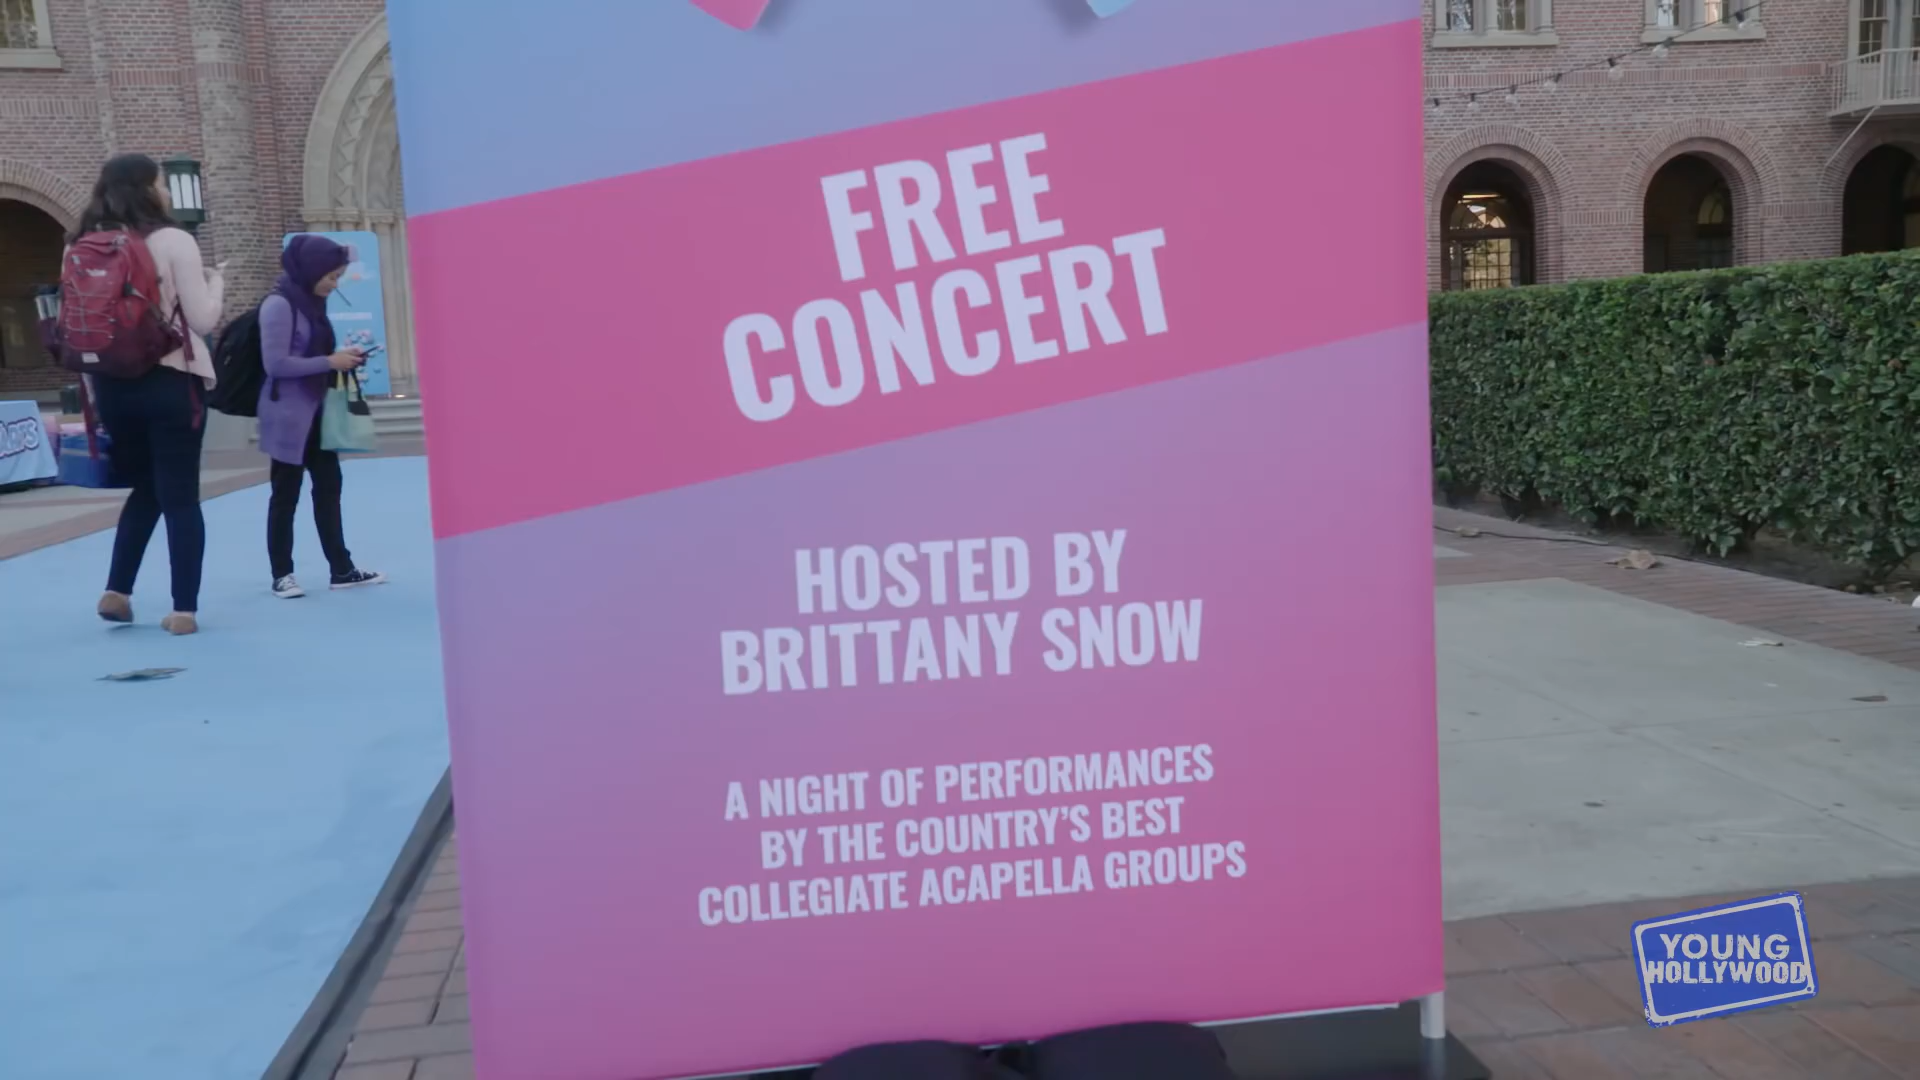 FREE
CONCERT
HOSTED BY
BRITTANY SNOW
A NIGHT OF PERFORMANCES
BY THE COUNTRY'S BEST
COLLEGIATE ACAPELLA GROUPS
YOUNG
HOLLYWOOD